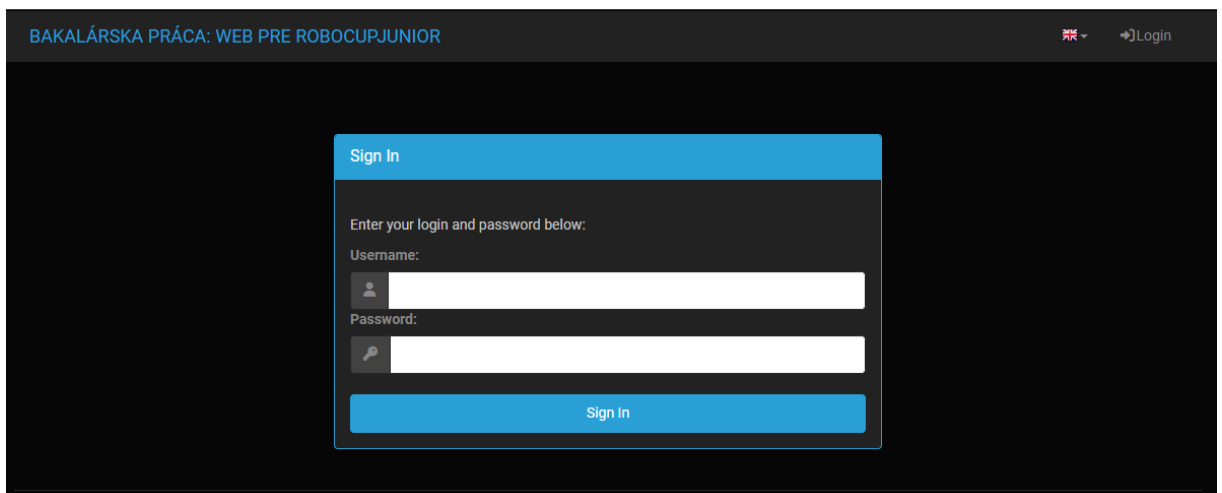 BAKALÁRSKA PRÁCA: WEB PRE ROBOCUPJUNIOR
Login
Sign In
Enter your login and password below:
Username:
Password:
Sign In